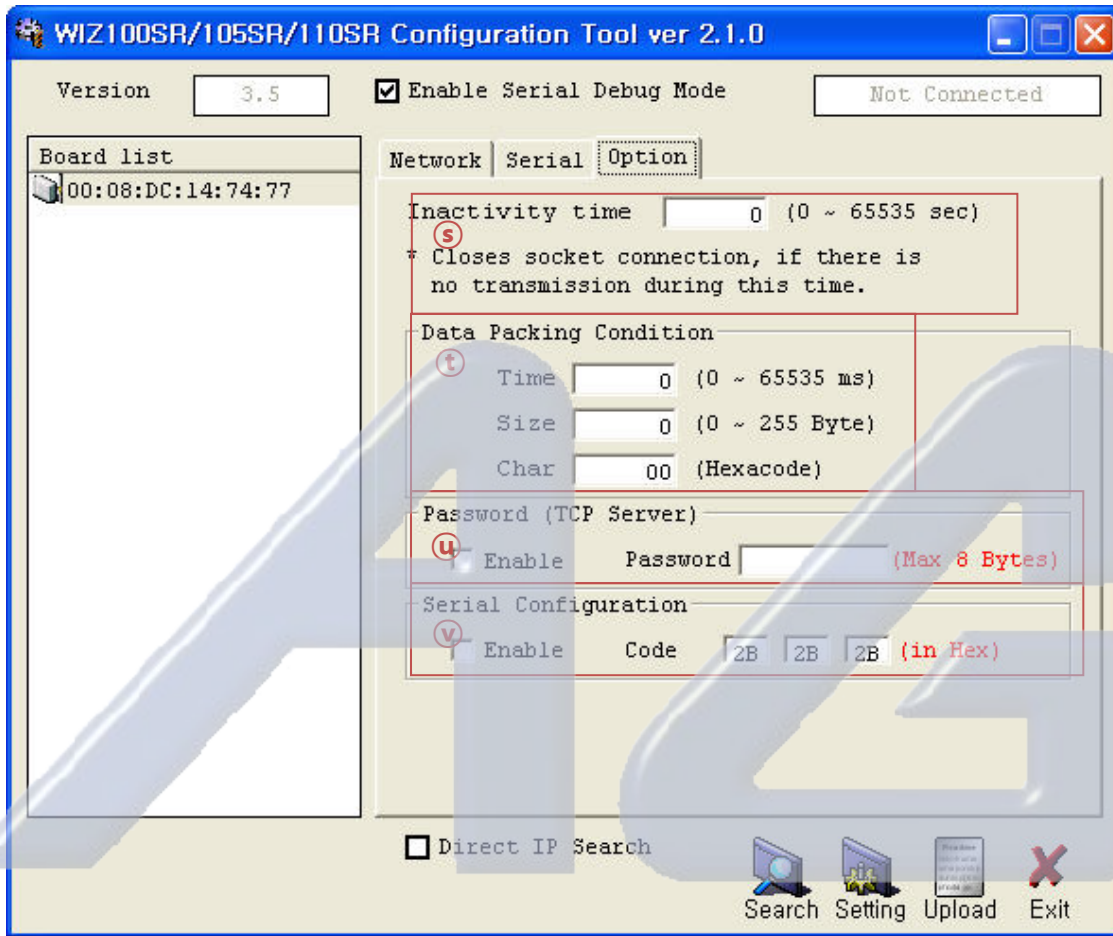 WIZ100SR/105SR/110SR Configuration Tool ver 2.1.0
Version 3.5 Enable Serial Debug Mode Not Connected
Board list
00:08:DC:14:74:77
Network Serial Option
Inactivity time 0 (0 ~ 65535 sec)
ⓢ
* Closes socket connection, if there is
no transmission during this time.
Data Packing Condition
ⓣ
Time 0 (0 ~ 65535 ms)
Size 0 (0 ~ 255 Byte)
Char 00 (Hexacode)
Password (TCP Server)
ⓤ
Enable Password (Max 8 Bytes)
Serial Configuration
ⓥ
Enable Code 2B 2B 2B (in Hex)
Direct IP Search
Search Setting Upload Exit